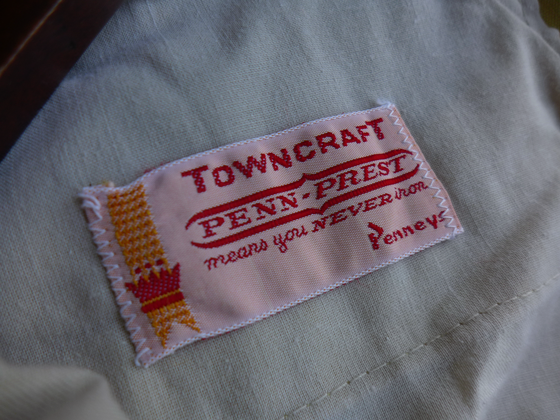 TOWNCRAFT
PENN-PREST
means you NEVER iron
Penneys